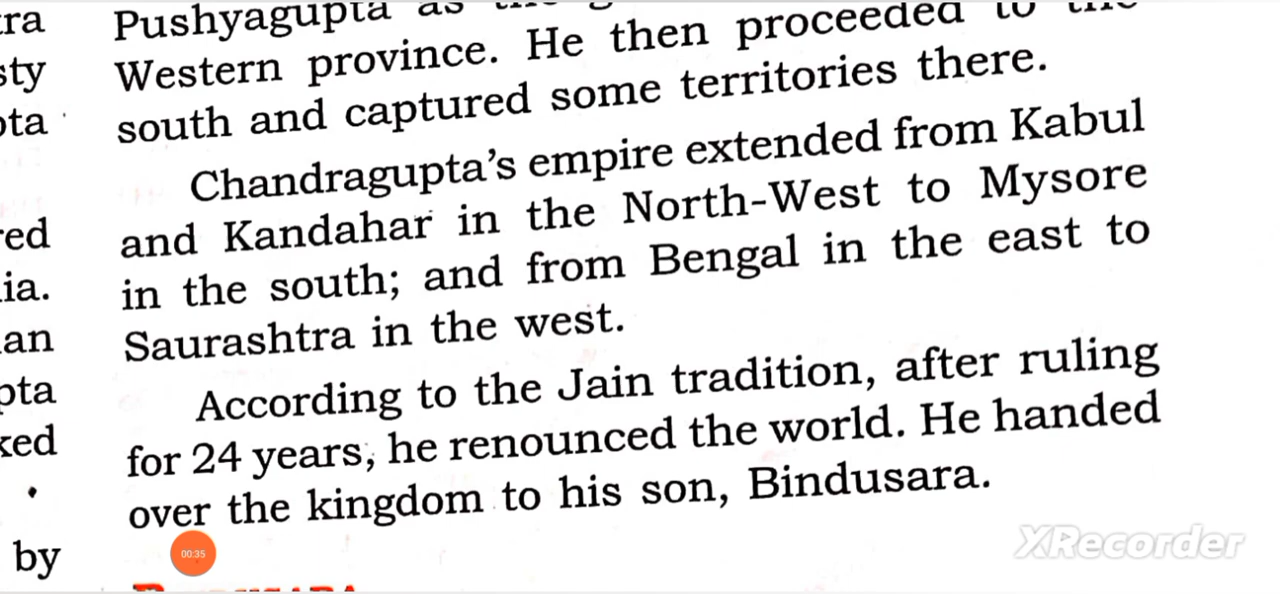 ra
sty
pta
red
ia.
an
pta
ked
by
Pushyagupta as
Western province. He then proceeded to the
south and captured some territories there.
Chandragupta's empire extended from Kabul
and Kandahar in the North-West to Mysore
in the south; and from Bengal in the east to
Saurashtra in the west.
According to the Jain tradition, after ruling
for 24 years, he renounced the world. He handed
over the kingdom to his son, Bindusara.
00:35
XRecorder